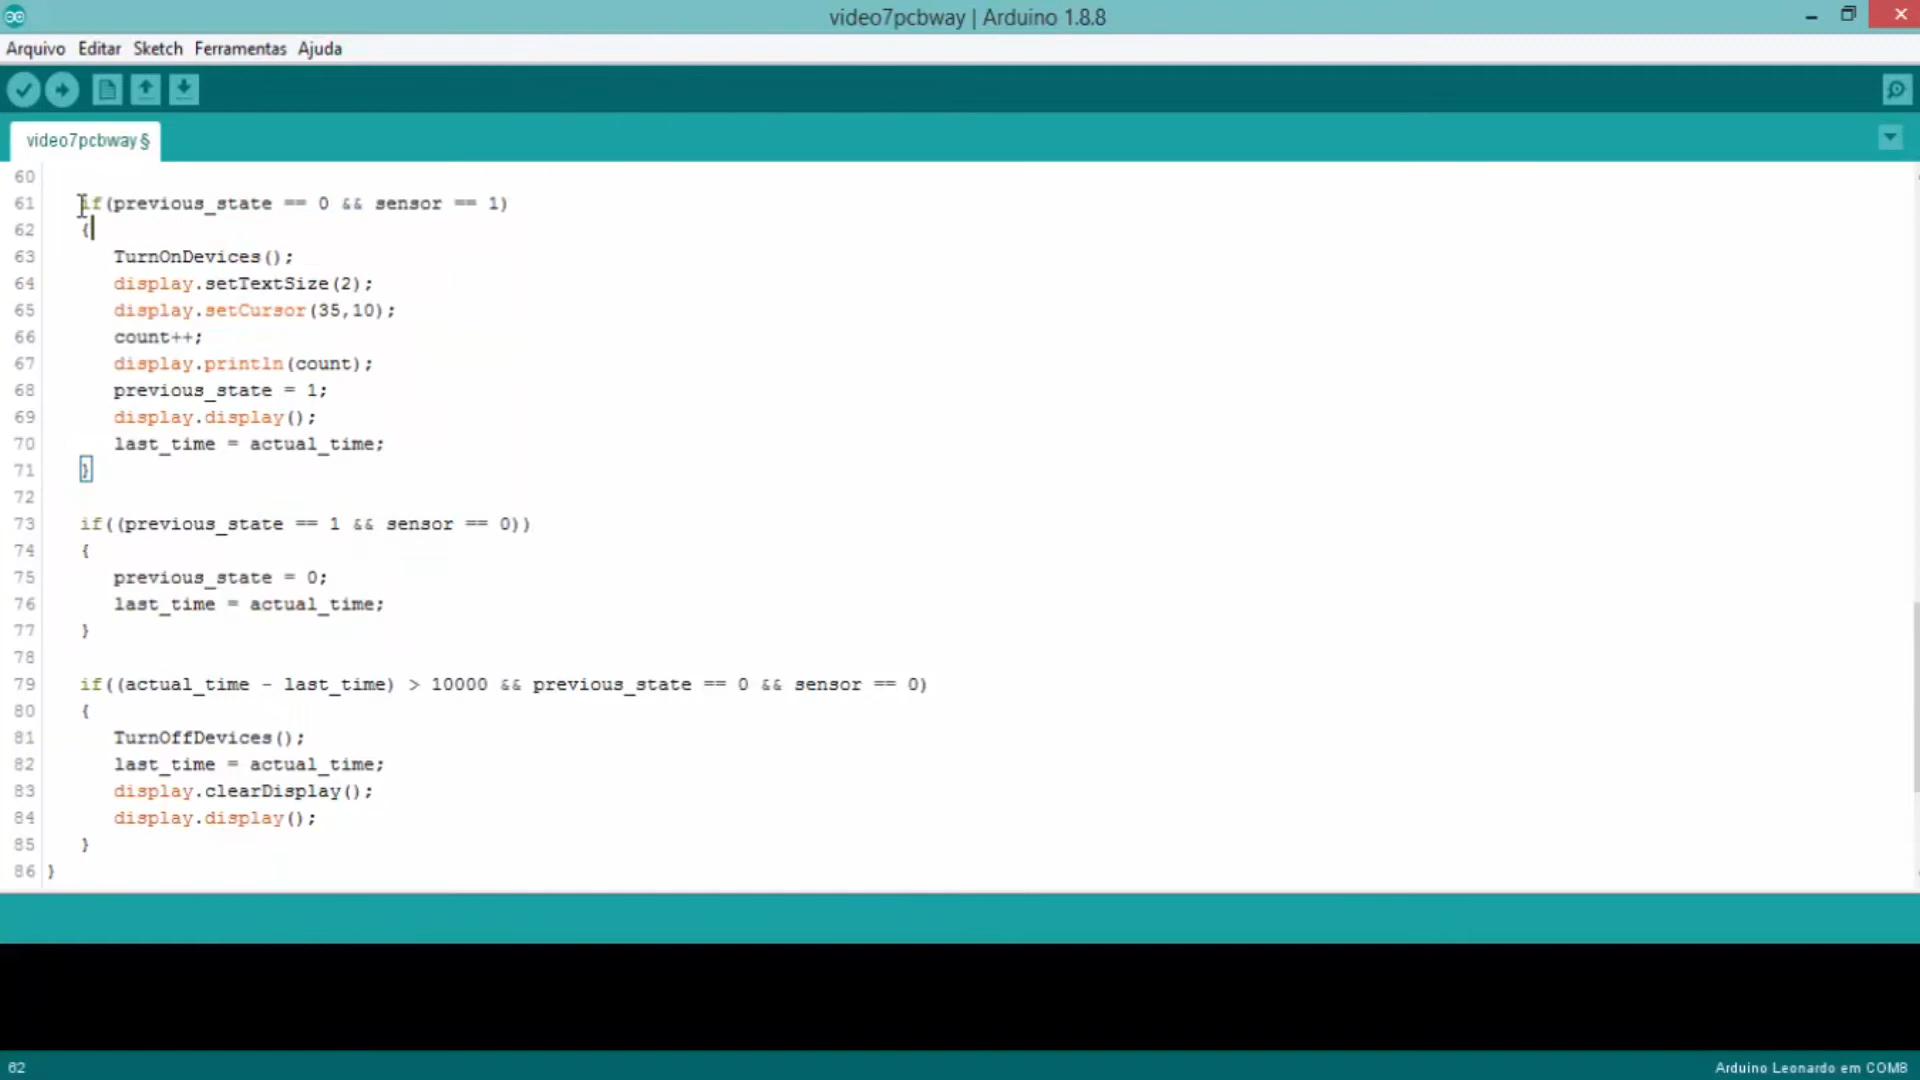 video7pcbway | Arduino 1.8.8
Arquivo Editar Sketch Ferramentas Ajuda
video7pcbway §
60
61 if(previous_state == 0 && sensor == 1)
62 {
63 TurnOnDevices();
64 display.setTextSize(2);
65 display.setCursor(35,10);
66 count++;
67 display.println(count);
68 previous_state = 1;
69 display.display();
70 last_time = actual_time;
71 }
72
73 if((previous_state == 1 && sensor == 0))
74 {
75 previous_state = 0;
76 last_time = actual_time;
77 }
78
79 if((actual_time - last_time) > 10000 && previous_state == 0 && sensor == 0)
80 {
81 TurnOffDevices();
82 last_time = actual_time;
83 display.clearDisplay();
84 display.display();
85 }
86 }
62 Arduino Leonardo em COM8